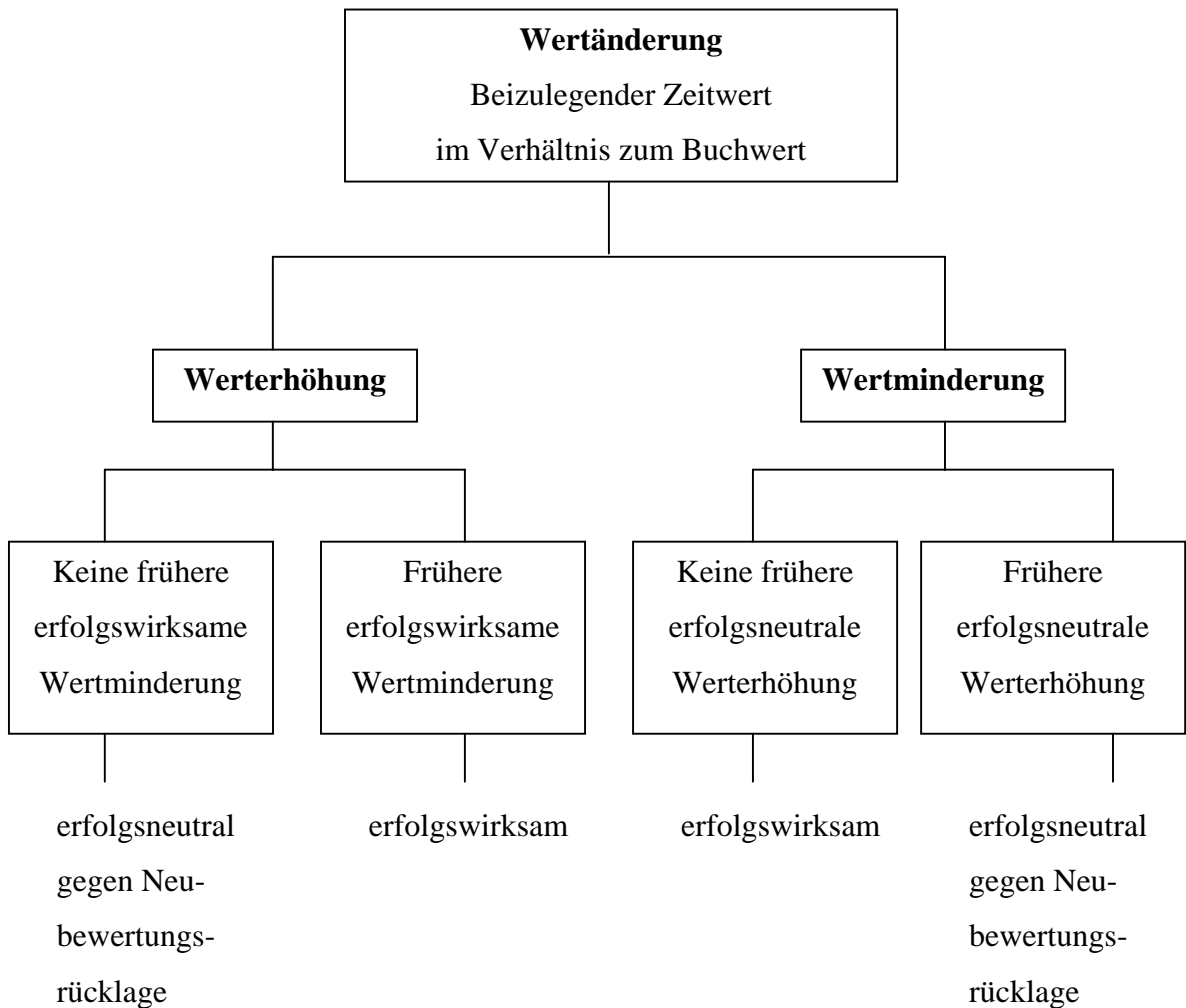 Wertänderung
Beizulegender Zeitwert
im Verhältnis zum Buchwert
Werterhöhung
Wertminderung
Keine frühere
erfolgswirksame
Wertminderung
Frühere
erfolgswirksame
Wertminderung
Keine frühere
erfolgsneutrale
Werterhöhung
Frühere
erfolgsneutrale
Werterhöhung
erfolgsneutral
gegen Neu-
bewertungs-
rücklage
erfolgswirksam
erfolgswirksam
erfolgsneutral
gegen Neu-
bewertungs-
rücklage